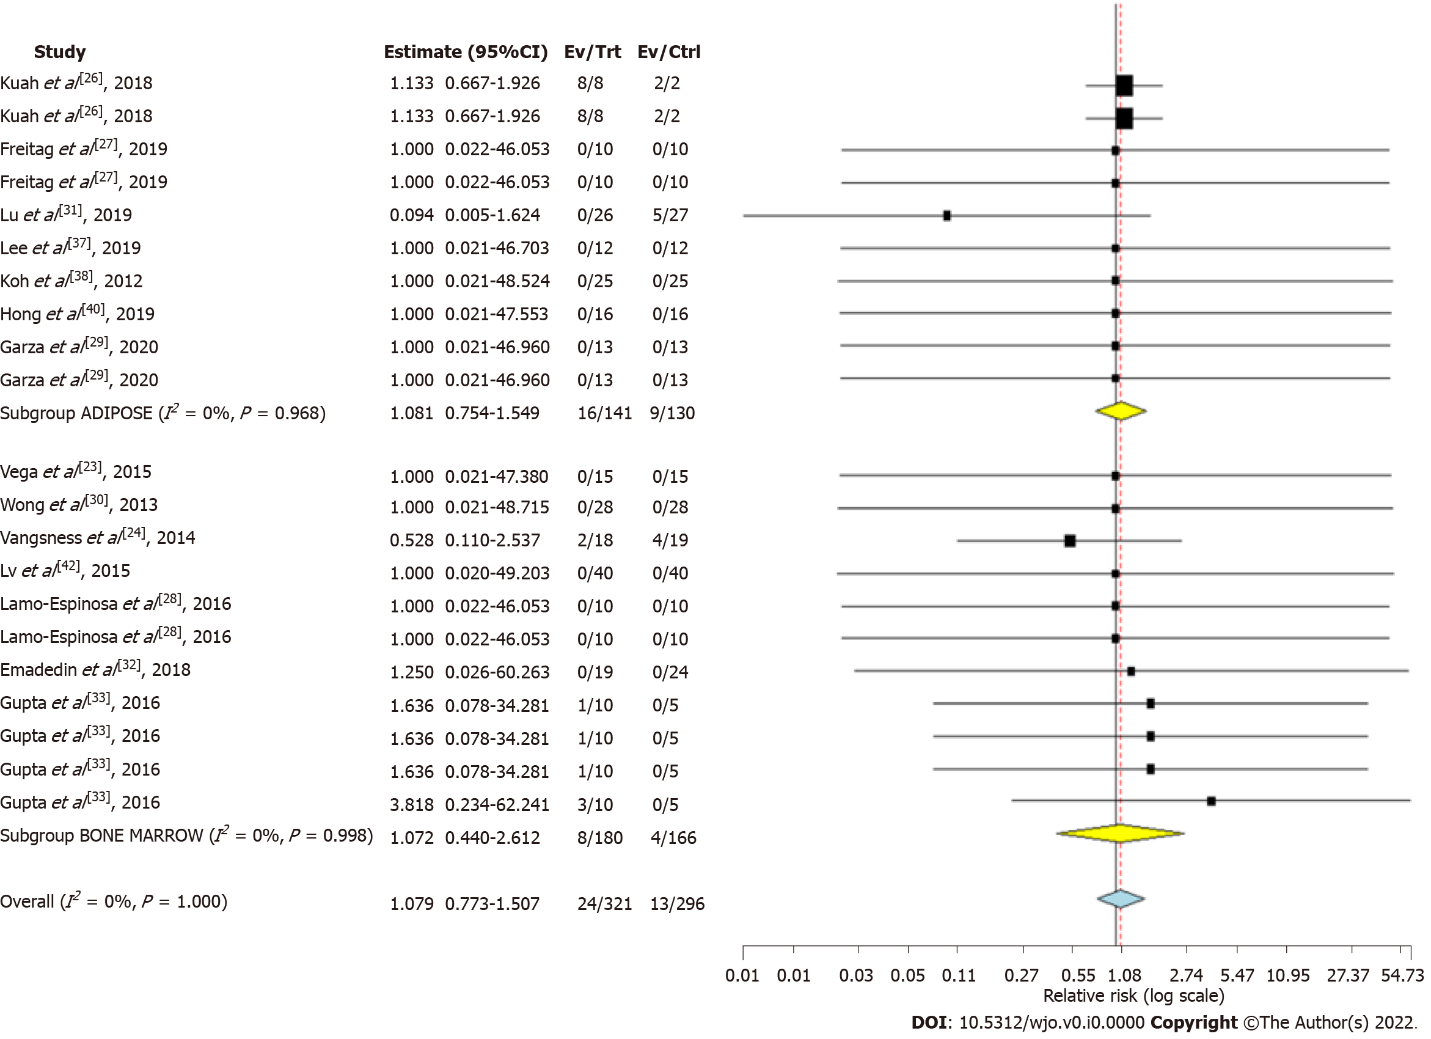 Study Estimate (95%CI) Ev/Trt Ev/Ctrl
Kuah et al[26], 2018 1.133 0.667-1.926 8/8 2/2
Kuah et al[26], 2018 1.133 0.667-1.926 8/8 2/2
Freitag et al[27], 2019 1.000 0.022-46.053 0/10 0/10
Freitag et al[27], 2019 1.000 0.022-46.053 0/10 0/10
Lu et al[31], 2019 0.094 0.005-1.624 0/26 5/27
Lee et al[37], 2019 1.000 0.021-46.703 0/12 0/12
Koh et al[38], 2012 1.000 0.021-48.524 0/25 0/25
Hong et al[40], 2019 1.000 0.021-47.553 0/16 0/16
Garza et al[29], 2020 1.000 0.021-46.960 0/13 0/13
Garza et al[29], 2020 1.000 0.021-46.960 0/13 0/13
Subgroup ADIPOSE (I² = 0%, P = 0.968) 1.081 0.754-1.549 16/141 9/130
Vega et al[23], 2015 1.000 0.021-47.380 0/15 0/15
Wong et al[30], 2013 1.000 0.021-48.715 0/28 0/28
Vangsness et al[24], 2014 0.528 0.110-2.537 2/18 4/19
Lv et al[42], 2015 1.000 0.020-49.203 0/40 0/40
Lamo-Espinosa et al[28], 2016 1.000 0.022-46.053 0/10 0/10
Lamo-Espinosa et al[28], 2016 1.000 0.022-46.053 0/10 0/10
Emadedin et al[32], 2018 1.250 0.026-60.263 0/19 0/24
Gupta et al[33], 2016 1.636 0.078-34.281 1/10 0/5
Gupta et al[33], 2016 1.636 0.078-34.281 1/10 0/5
Gupta et al[33], 2016 1.636 0.078-34.281 1/10 0/5
Gupta et al[33], 2016 3.818 0.234-62.241 3/10 0/5
Subgroup BONE MARROW (I² = 0%, P = 0.998) 1.072 0.440-2.612 8/180 4/166
Overall (I² = 0%, P = 1.000) 1.079 0.773-1.507 24/321 13/296
0.01 0.01 0.03 0.05 0.11 0.27 0.55 1.08 2.74 5.47 10.95 27.37 54.73
Relative risk (log scale)
DOI: 10.5312/wjo.v0.i0.0000 Copyright ©The Author(s) 2022.